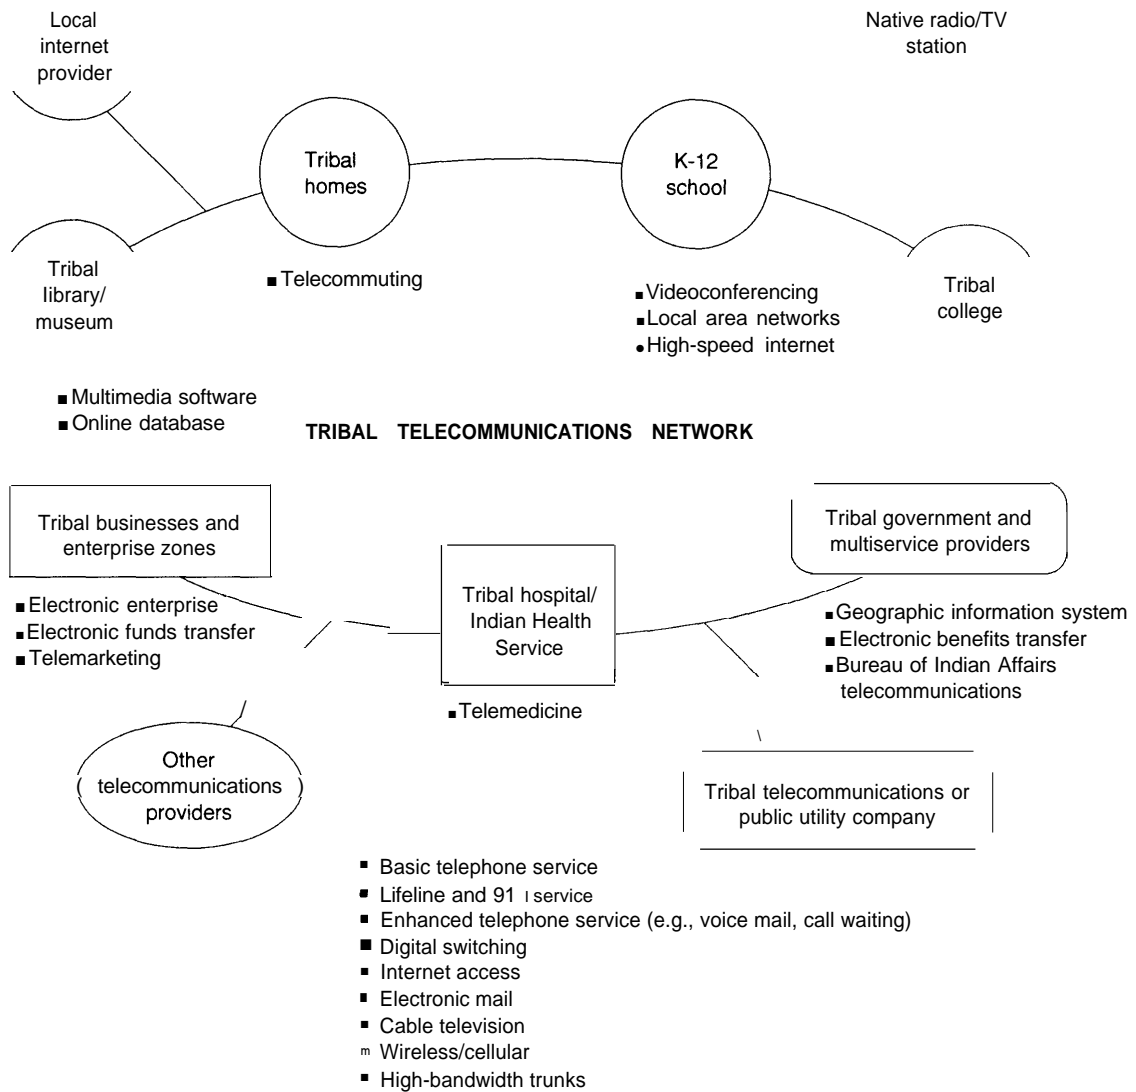 Local
internet
provider
Native radio/TV
station
Tribal
homes
K-12
school
Tribal
library/
museum
■ Telecommuting
■ Videoconferencing
■ Local area networks
● High-speed internet
Tribal
college
■ Multimedia software
■ Online database
TRIBAL TELECOMMUNICATIONS NETWORK
Tribal businesses and
enterprise zones
Tribal hospital/
Indian Health
Service
Tribal government and
multiservice providers
■ Electronic enterprise
■ Electronic funds transfer
■ Telemarketing
■ Geographic information system
■ Electronic benefits transfer
■ Bureau of Indian Affairs
telecommunications
■ Telemedicine
Other
telecommunications
providers
Tribal telecommunications or
public utility company
■ Basic telephone service
■ Lifeline and 91 I service
■ Enhanced telephone service (e.g., voice mail, call waiting)
■ Digital switching
■ Internet access
■ Electronic mail
■ Cable television
m Wireless/cellular
■ High-bandwidth trunks